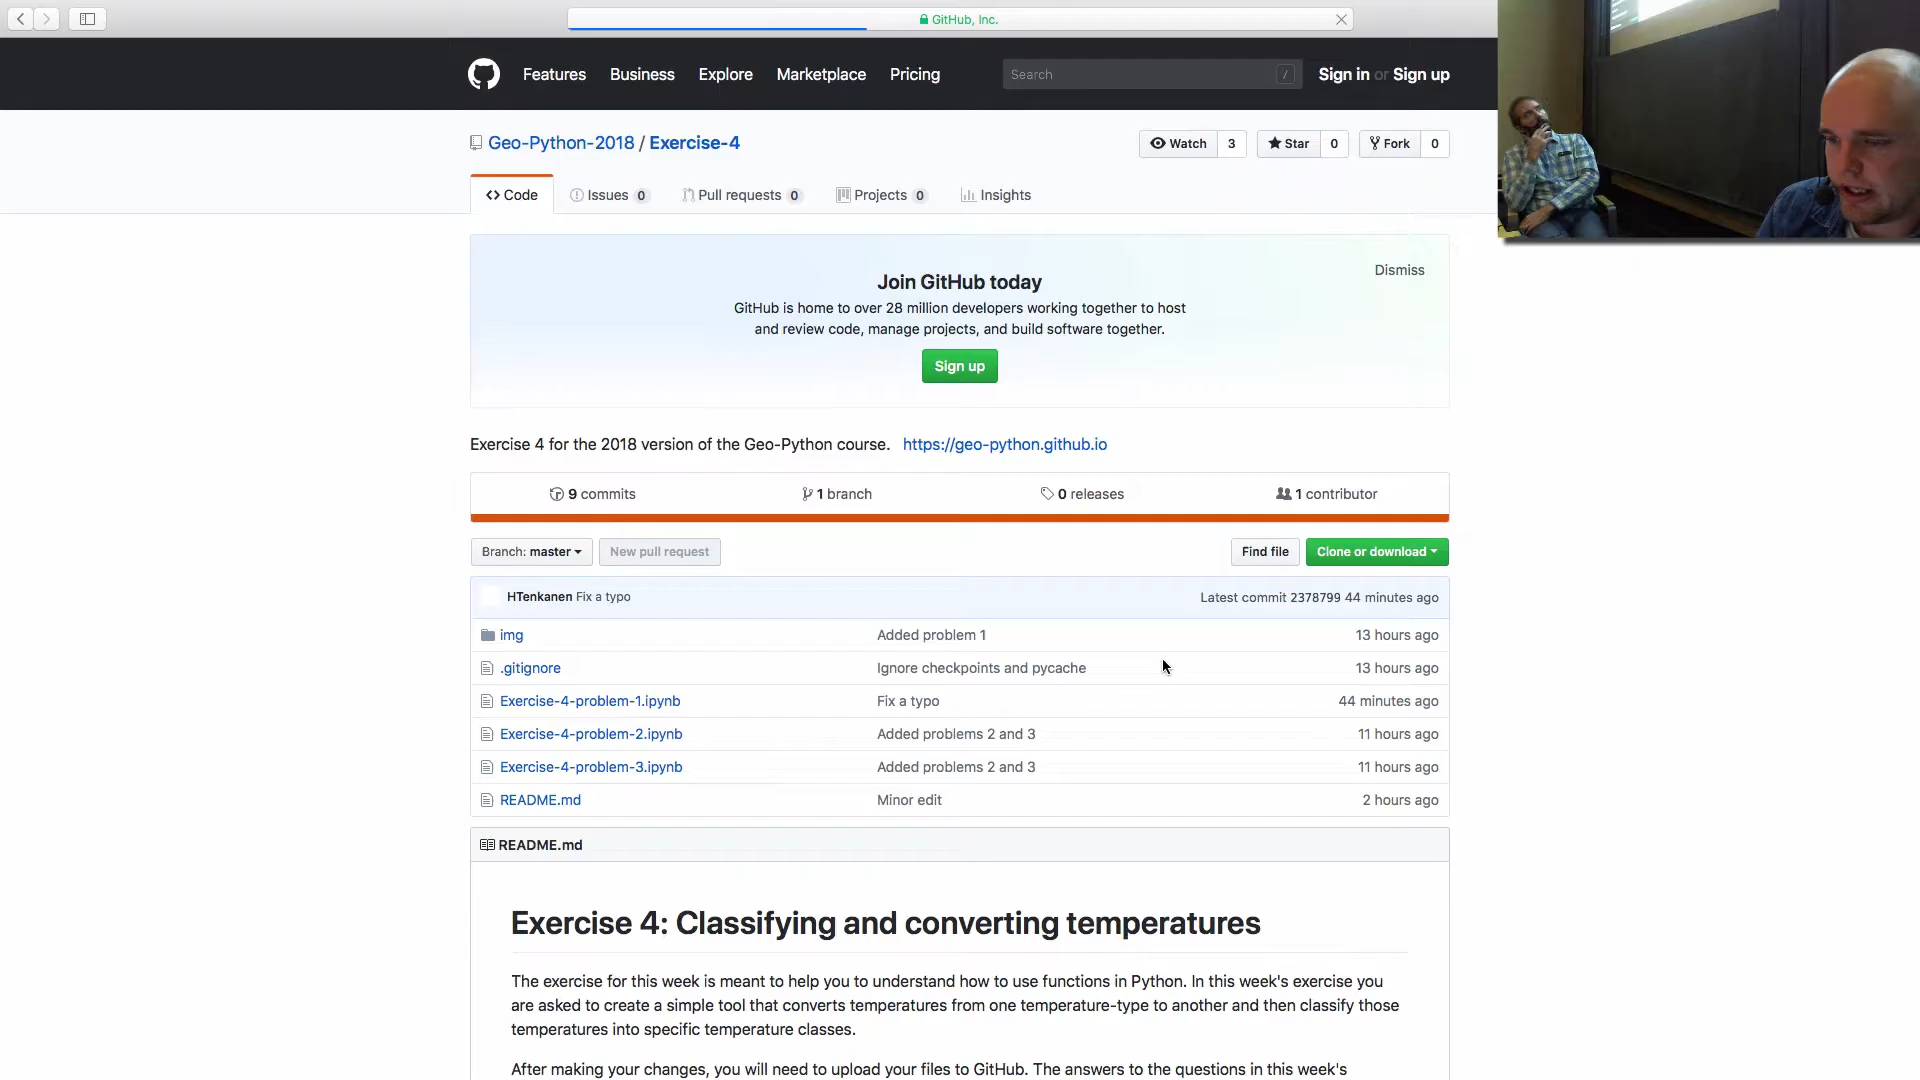 GitHub, Inc.
Features Business Explore Marketplace Pricing Search / Sign in or Sign up
Geo-Python-2018 / Exercise-4 Watch 3 Star 0 Fork 0
Code Issues 0 Pull requests 0 Projects 0 Insights
Dismiss
Join GitHub today
GitHub is home to over 28 million developers working together to host
and review code, manage projects, and build software together.
Sign up
Exercise 4 for the 2018 version of the Geo-Python course. https://geo-python.github.io
9 commits 1 branch 0 releases 1 contributor
Branch: master New pull request Find file Clone or download
HTenkanen Fix a typo Latest commit 2378799 44 minutes ago
img Added problem 1 13 hours ago
.gitignore Ignore checkpoints and pycache 13 hours ago
Exercise-4-problem-1.ipynb Fix a typo 44 minutes ago
Exercise-4-problem-2.ipynb Added problems 2 and 3 11 hours ago
Exercise-4-problem-3.ipynb Added problems 2 and 3 11 hours ago
README.md Minor edit 2 hours ago
README.md
Exercise 4: Classifying and converting temperatures
The exercise for this week is meant to help you to understand how to use functions in Python. In this week's exercise you
are asked to create a simple tool that converts temperatures from one temperature-type to another and then classify those
temperatures into specific temperature classes.
After making your changes, you will need to upload your files to GitHub. The answers to the questions in this week's